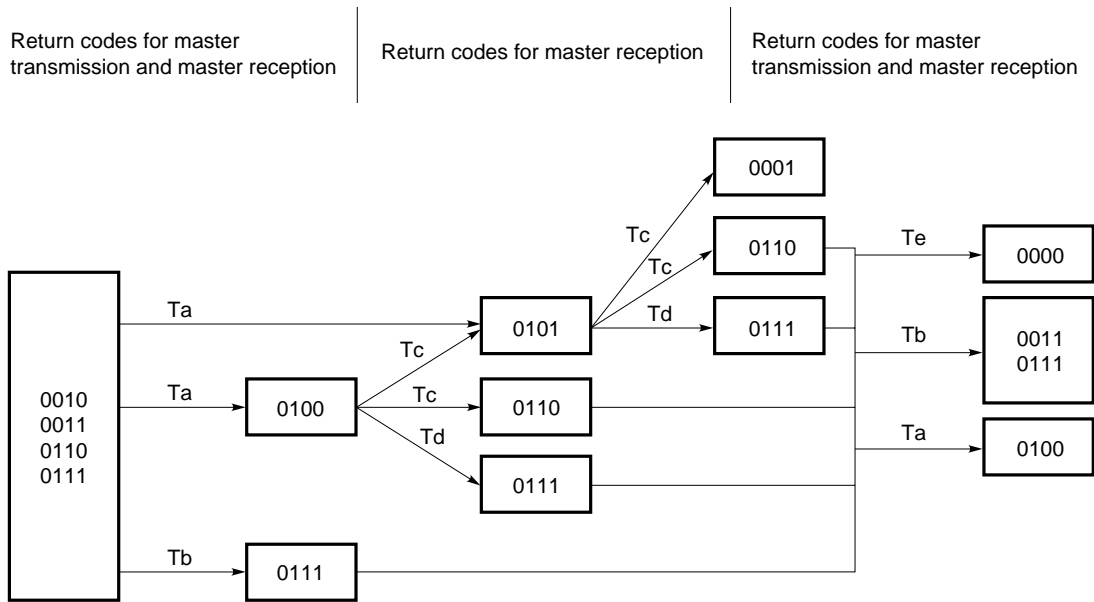 Return codes for master
transmission and master reception
Return codes for master reception
Return codes for master
transmission and master reception
0001
Tc
0110
Te
0000
Tc
Ta
0101
Td
0111
Tb
0011
0111
Tc
0010
0011
0110
0111
Ta
0100
Tc
0110
Td
Ta
0100
0111
Tb
0111